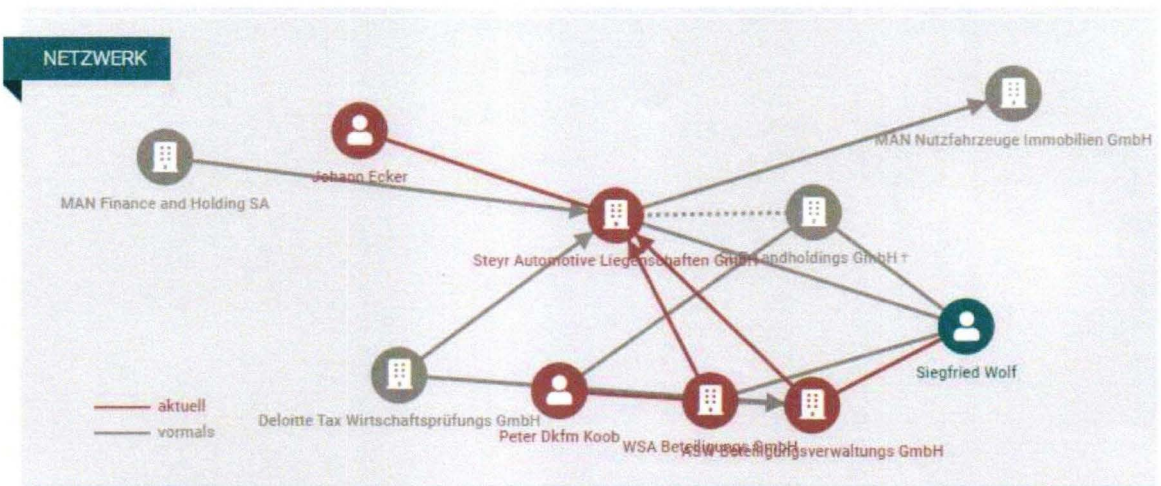 NETZWERK
MAN Nutzfahrzeuge Immobilien GmbH
Johann Ecker
MAN Finance and Holding SA
Steyr Automotive Liegenschaften GmbH
andholdings GmbH †
Siegfried Wolf
aktuell
vormals
Deloitte Tax Wirtschaftsprüfungs GmbH
Peter Dkfm Koob
WSA Beteiligungs GmbH
ASW Beteiligungsverwaltungs GmbH